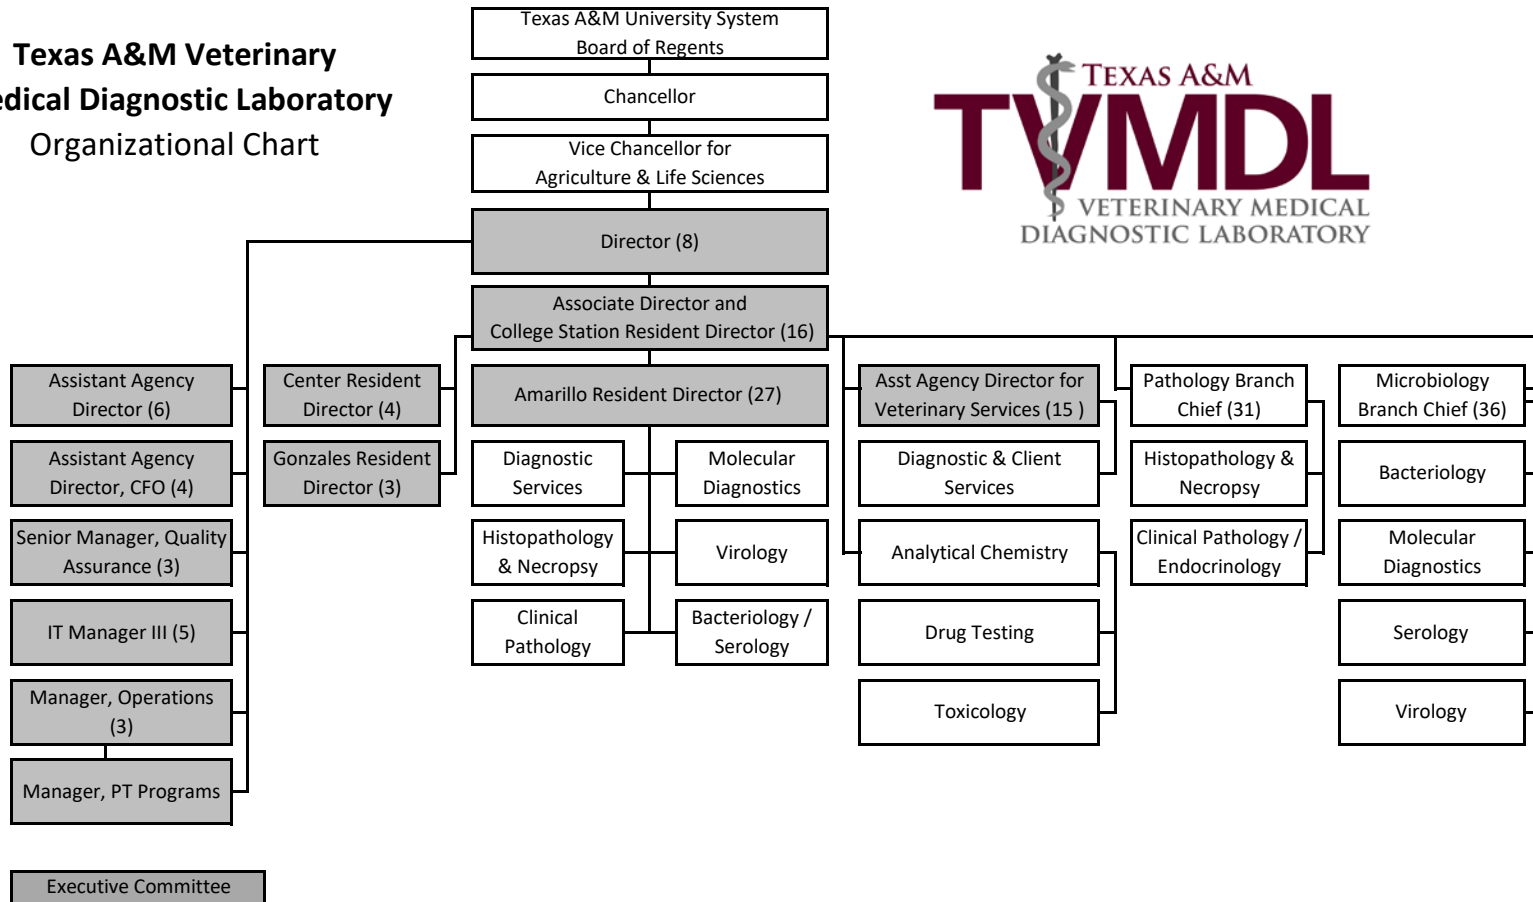 Texas A&M Veterinary
edical Diagnostic Laboratory
Organizational Chart
Texas A&M University System
Board of Regents
Chancellor
Vice Chancellor for
Agriculture & Life Sciences
TEXAS A&M
TVMDL
VETERINARY MEDICAL
DIAGNOSTIC LABORATORY
Director (8)
Associate Director and
College Station Resident Director (16)
Assistant Agency
Director (6)
Center Resident
Director (4)
Amarillo Resident Director (27)
Asst Agency Director for
Veterinary Services (15 )
Pathology Branch
Chief (31)
Microbiology
Branch Chief (36)
Assistant Agency
Director, CFO (4)
Gonzales Resident
Director (3)
Diagnostic
Services
Molecular
Diagnostics
Diagnostic & Client
Services
Histopathology &
Necropsy
Bacteriology
Senior Manager, Quality
Assurance (3)
Histopathology
& Necropsy
Virology
Analytical Chemistry
Clinical Pathology /
Endocrinology
Molecular
Diagnostics
IT Manager III (5)
Clinical
Pathology
Bacteriology /
Serology
Drug Testing
Serology
Manager, Operations
(3)
Toxicology
Virology
Manager, PT Programs
Executive Committee